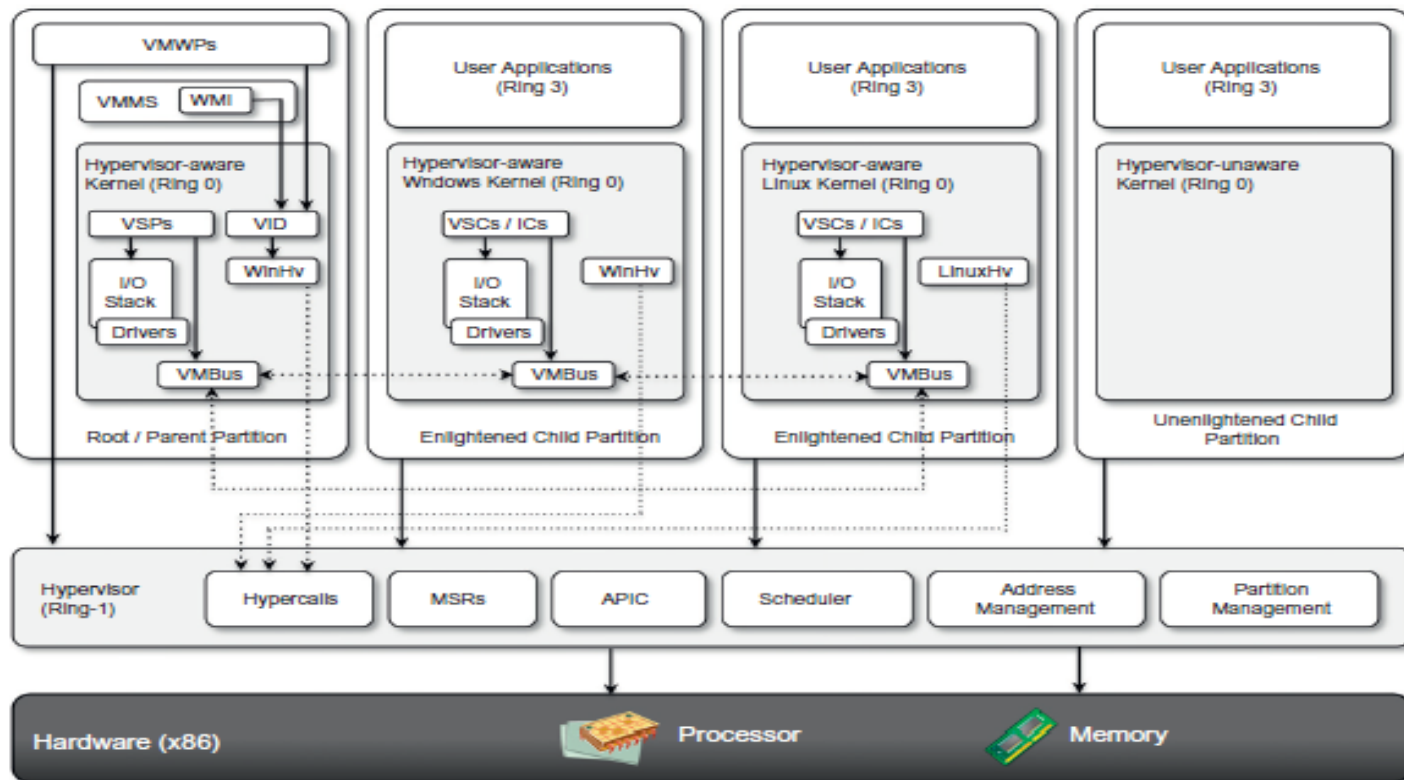 VMWPs
VMMS
WMI
Hypervisor-aware
Kernel (Ring 0)
VSPs
VID
WinHv
I/O
Stack
Drivers
VMBus
Root / Parent Partition
User Applications
(Ring 3)
Hypervisor-aware
Wndows Kernel (Ring 0)
VSCs / ICs
I/O
Stack
Drivers
WinHv
VMBus
Enlightened Child Partition
User Applications
(Ring 3)
Hypervisor-aware
Linux Kernel (Ring 0)
VSCs / ICs
I/O
Stack
Drivers
LinuxHv
VMBus
Enlightened Child Partition
User Applications
(Ring 3)
Hypervisor-unaware
Kernel (Ring 0)
Unenlightened Child
Partition
Hypervisor
(Ring-1)
Hypercalls
MSRs
APIC
Scheduler
Address
Management
Partition
Management
Hardware (x86)
Processor
Memory